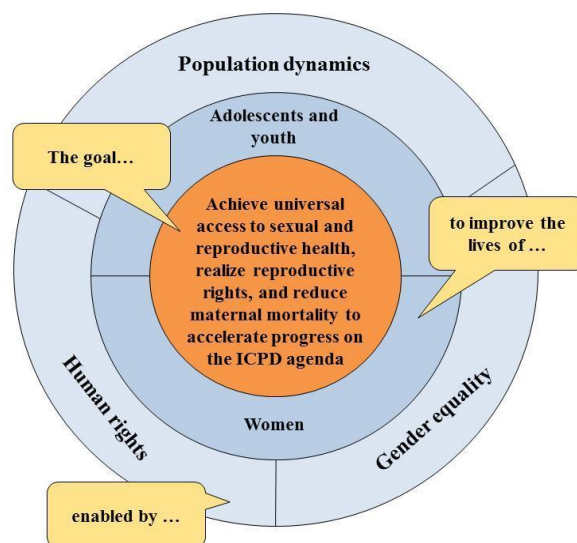 Population dynamics
Adolescents and
youth
The goal…
Achieve universal
access to sexual and
reproductive health,
realize reproductive
rights, and reduce
maternal mortality to
accelerate progress on
the ICPD agenda
to improve the
lives of …
Human rights
Women
Gender equality
enabled by …